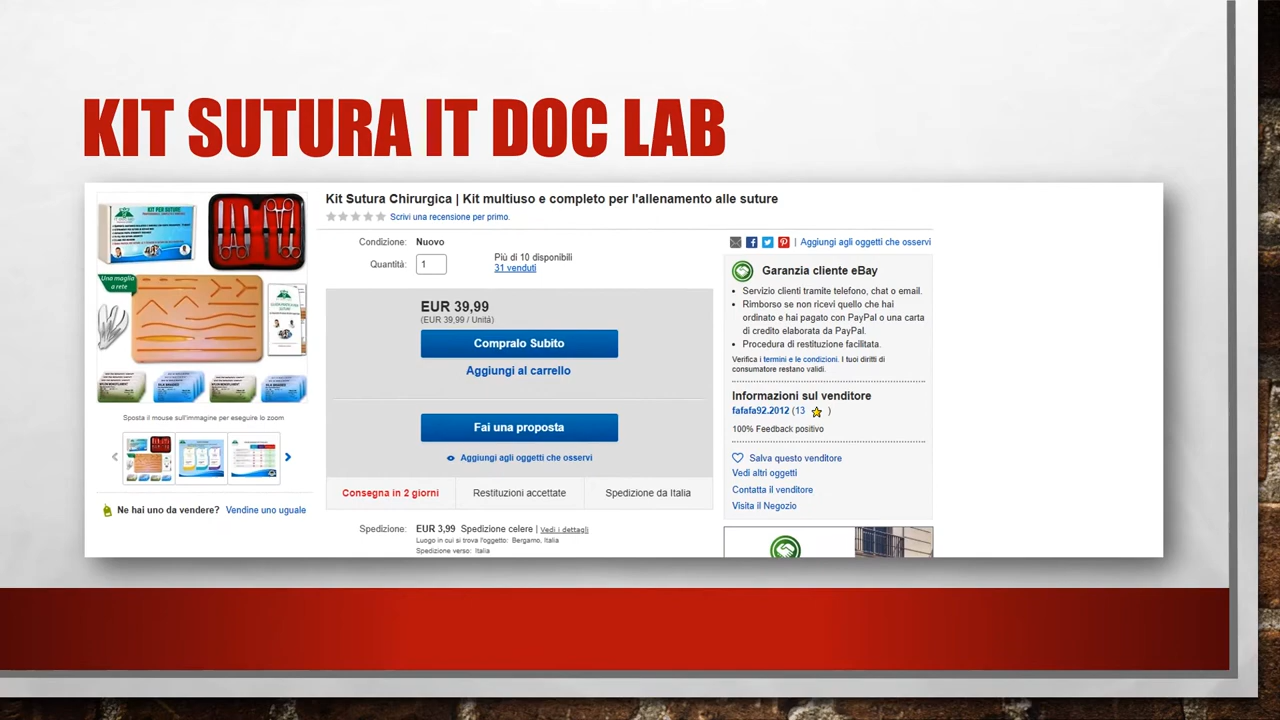 KIT SUTURA IT DOC LAB
Kit Sutura Chirurgica | Kit multiuso e completo per l'allenamento alle suture
Scrivi una recensione per primo.
Condizione: Nuovo
Quantità: 1
Più di 10 disponibili
31 venduti
EUR 39,99
(EUR 39,99 / Unità)
Compralo Subito
Aggiungi al carrello
Fai una proposta
Aggiungi agli oggetti che osservi
Consegna in 2 giorni
Restituzioni accettate
Spedizione da Italia
Spedizione: EUR 3,99 Spedizione celere | Vedi i dettagli
Luogo in cui si trova l'oggetto: Bergamo, Italia
Spedizione verso: Italia
KIT PER SUTURE
Una maglia
a rete
Sposta il mouse sull'immagine per eseguire lo zoom
Ne hai uno da vendere? Vendine uno uguale
| Aggiungi agli oggetti che osservi
Garanzia cliente eBay
• Servizio clienti tramite telefono, chat o email.
• Rimborso se non ricevi quello che hai
ordinato e hai pagato con PayPal o una carta
di credito elaborata da PayPal.
• Procedura di restituzione facilitata.
Verifica i termini e le condizioni. I tuoi diritti di
consumatore restano validi.
Informazioni sul venditore
fafafa92.2012 (13 )
100% Feedback positivo
Salva questo venditore
Vedi altri oggetti
Contatta il venditore
Visita il Negozio